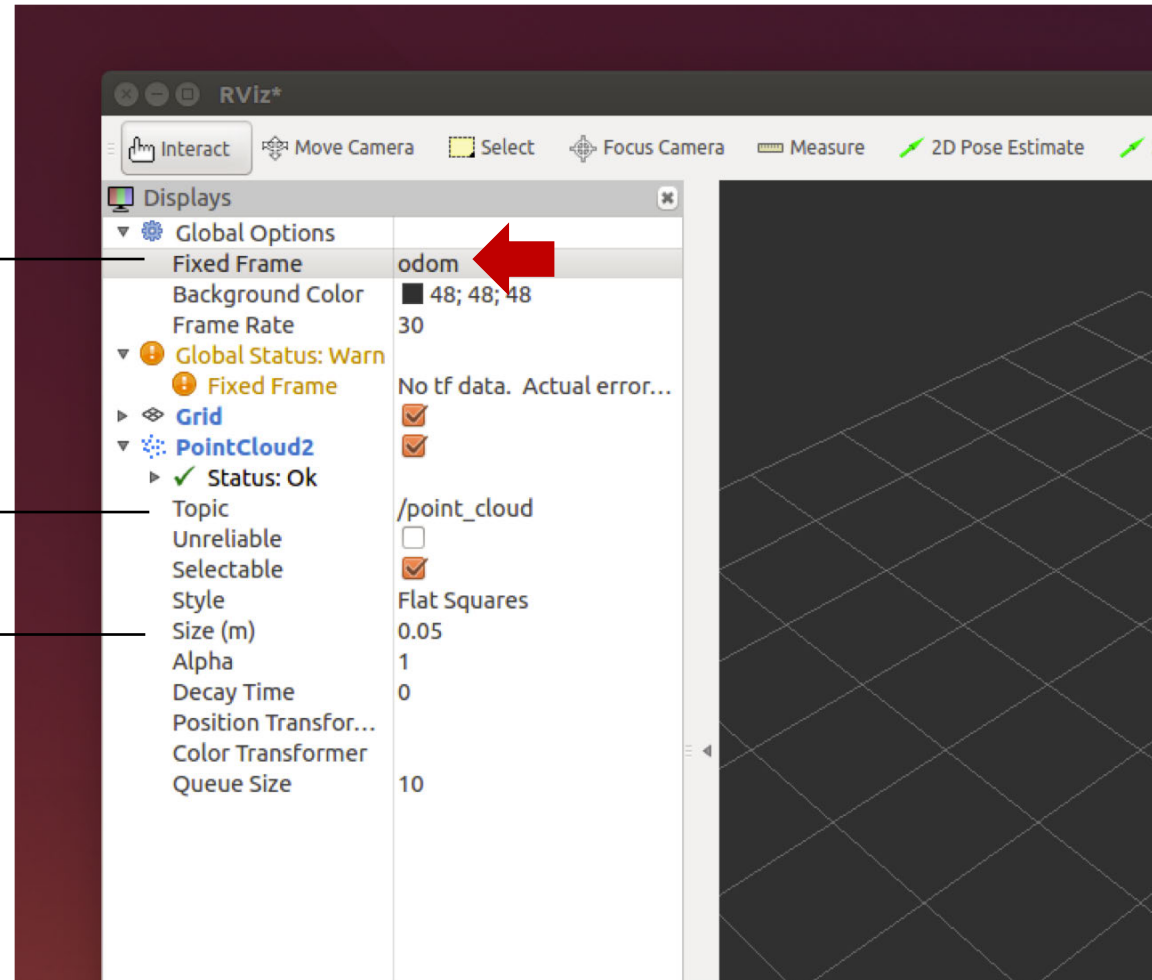 RViz*
Interact Move Camera Select Focus Camera Measure 2D Pose Estimate
Displays
Global Options
Fixed Frame odom
Background Color 48; 48; 48
Frame Rate 30
Global Status: Warn
Fixed Frame No tf data. Actual error...
Grid
PointCloud2
Status: Ok
Topic /point_cloud
Unreliable
Selectable
Style Flat Squares
Size (m) 0.05
Alpha 1
Decay Time 0
Position Transfor...
Color Transformer
Queue Size 10